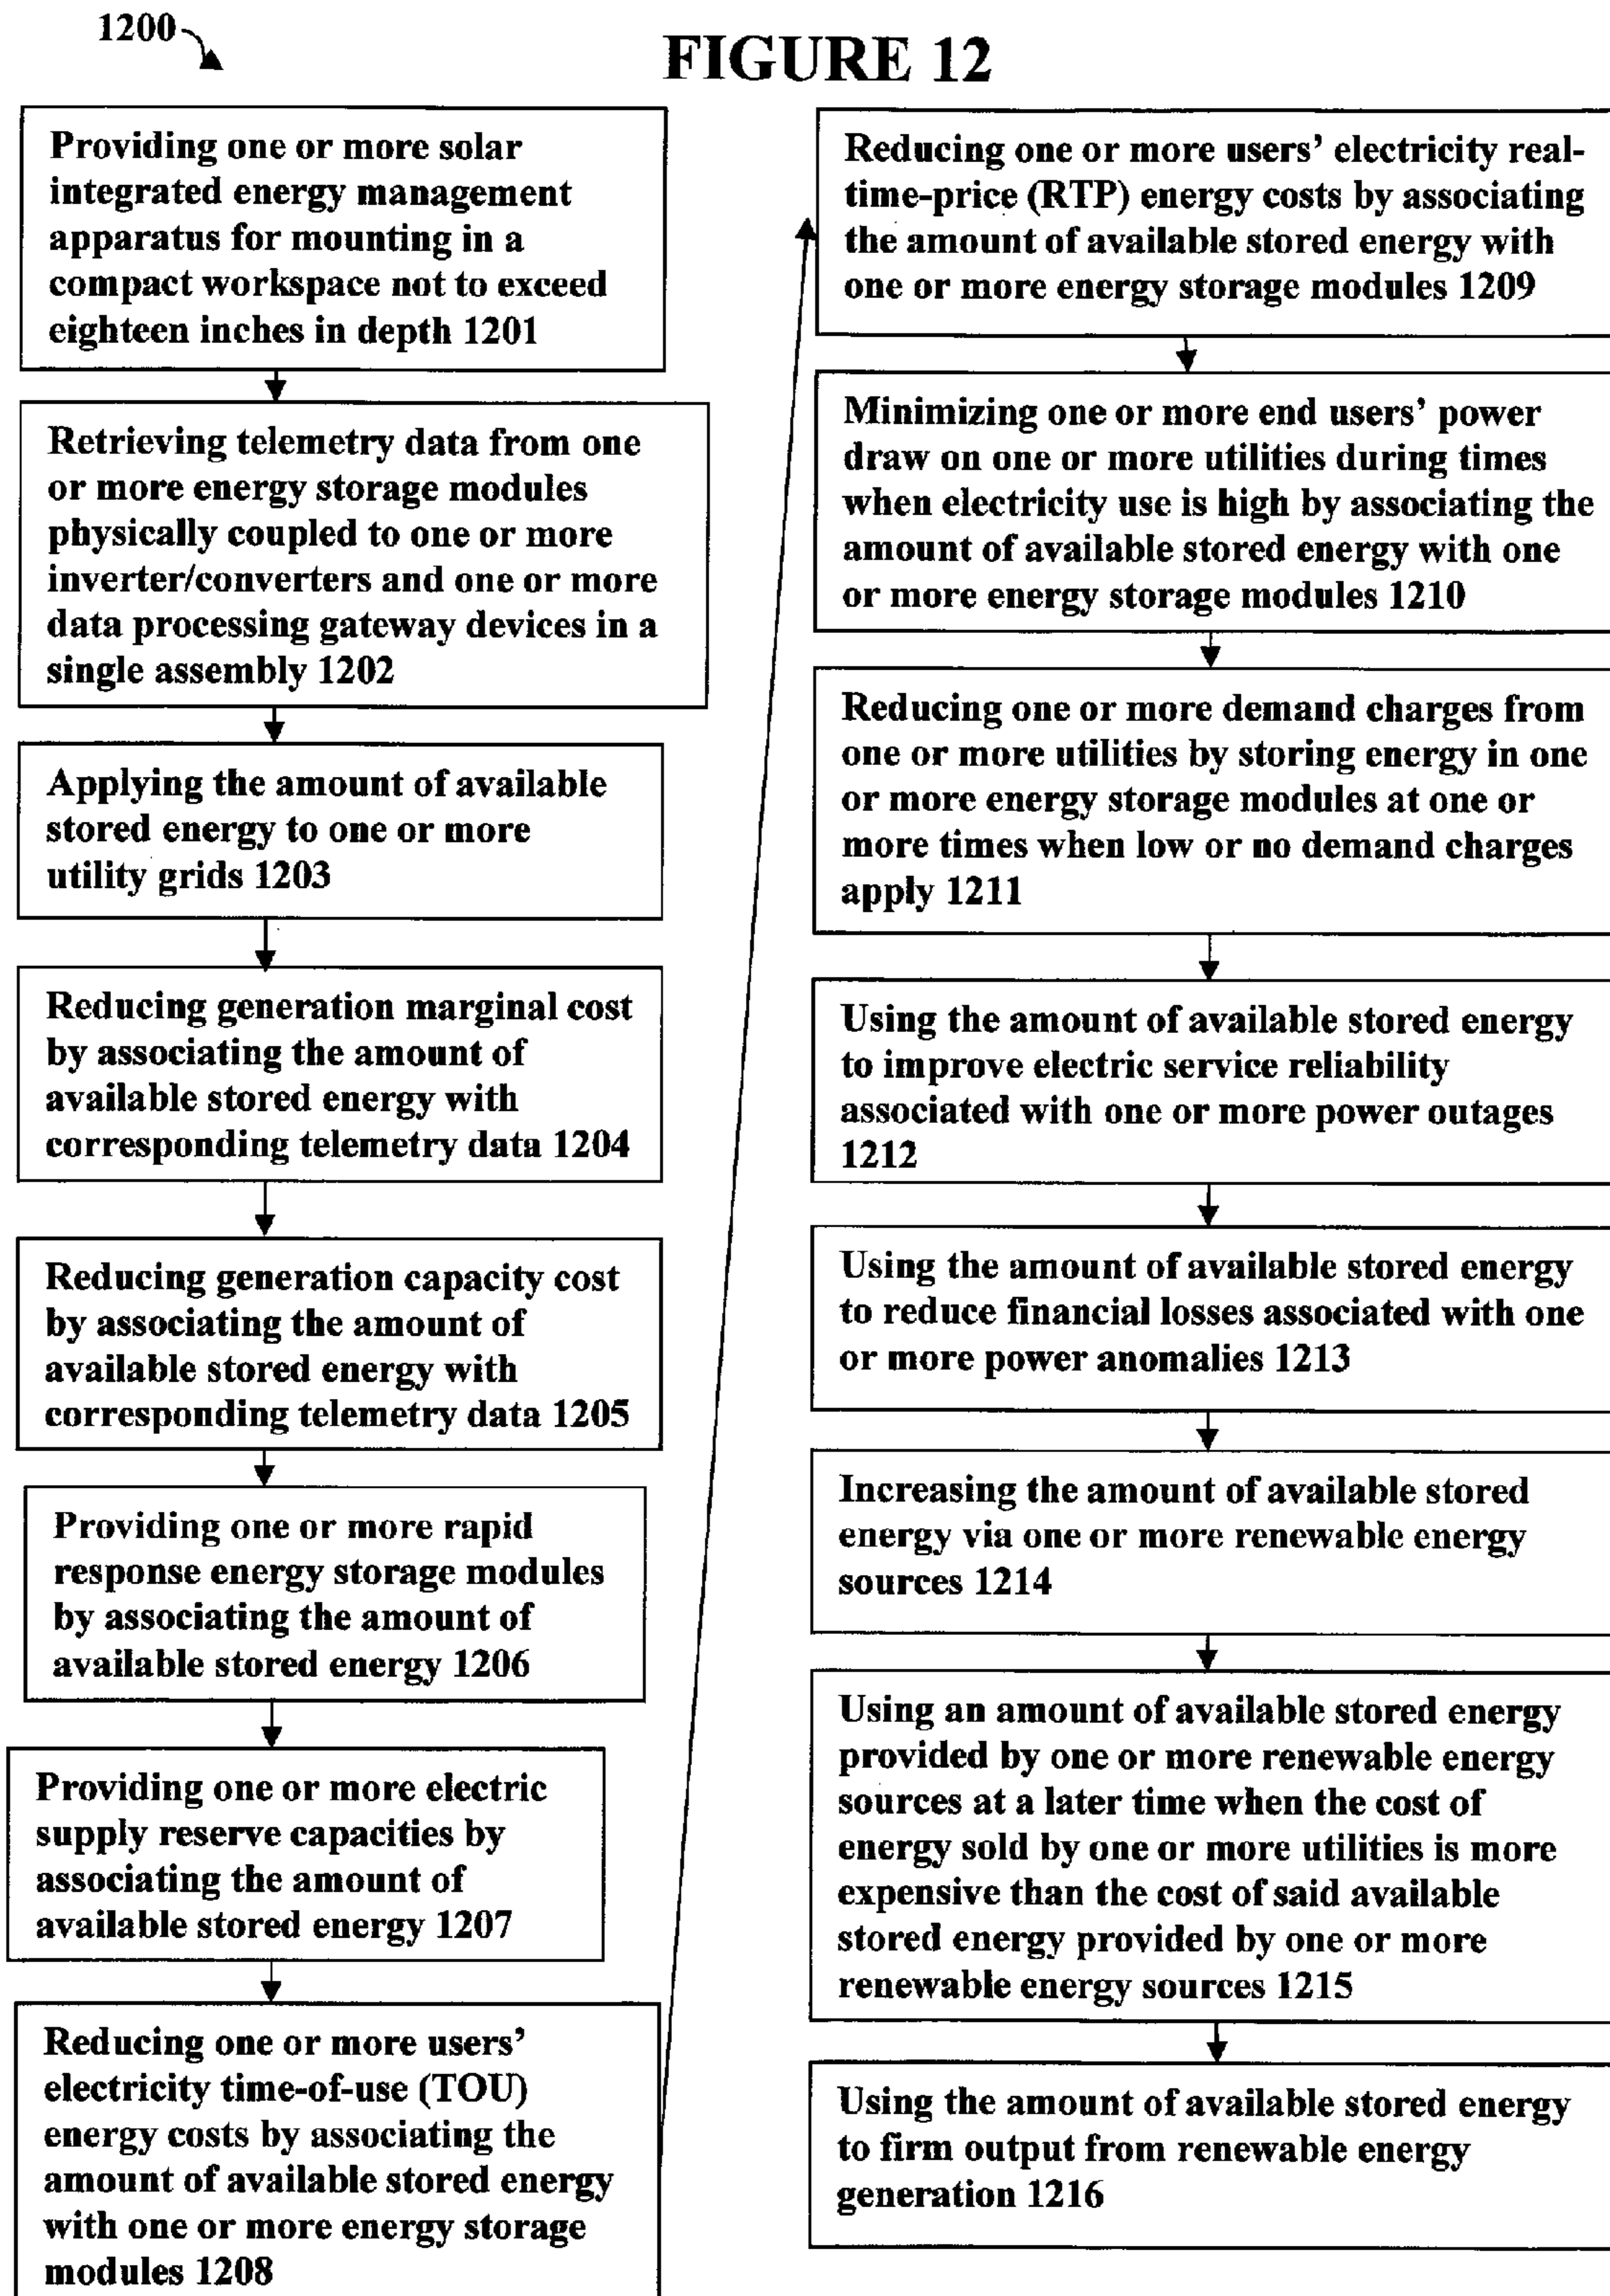 1200
FIGURE 12
Providing one or more solar
integrated energy management
apparatus for mounting in a
compact workspace not to exceed
eighteen inches in depth 1201
Retrieving telemetry data from one
or more energy storage modules
physically coupled to one or more
inverter/converters and one or more
data processing gateway devices in a
single assembly 1202
Applying the amount of available
stored energy to one or more
utility grids 1203
Reducing generation marginal cost
by associating the amount of
available stored energy with
corresponding telemetry data 1204
Reducing generation capacity cost
by associating the amount of
available stored energy with
corresponding telemetry data 1205
Providing one or more rapid
response energy storage modules
by associating the amount of
available stored energy 1206
Providing one or more electric
supply reserve capacities by
associating the amount of
available stored energy 1207
Reducing one or more users’
electricity time-of-use (TOU)
energy costs by associating the
amount of available stored energy
with one or more energy storage
modules 1208
Reducing one or more users’ electricity real-
time-price (RTP) energy costs by associating
the amount of available stored energy with
one or more energy storage modules 1209
Minimizing one or more end users’ power
draw on one or more utilities during times
when electricity use is high by associating the
amount of available stored energy with one
or more energy storage modules 1210
Reducing one or more demand charges from
one or more utilities by storing energy in one
or more energy storage modules at one or
more times when low or no demand charges
apply 1211
Using the amount of available stored energy
to improve electric service reliability
associated with one or more power outages
1212
Using the amount of available stored energy
to reduce financial losses associated with one
or more power anomalies 1213
Increasing the amount of available stored
energy via one or more renewable energy
sources 1214
Using an amount of available stored energy
provided by one or more renewable energy
sources at a later time when the cost of
energy sold by one or more utilities is more
expensive than the cost of said available
stored energy provided by one or more
renewable energy sources 1215
Using the amount of available stored energy
to firm output from renewable energy
generation 1216